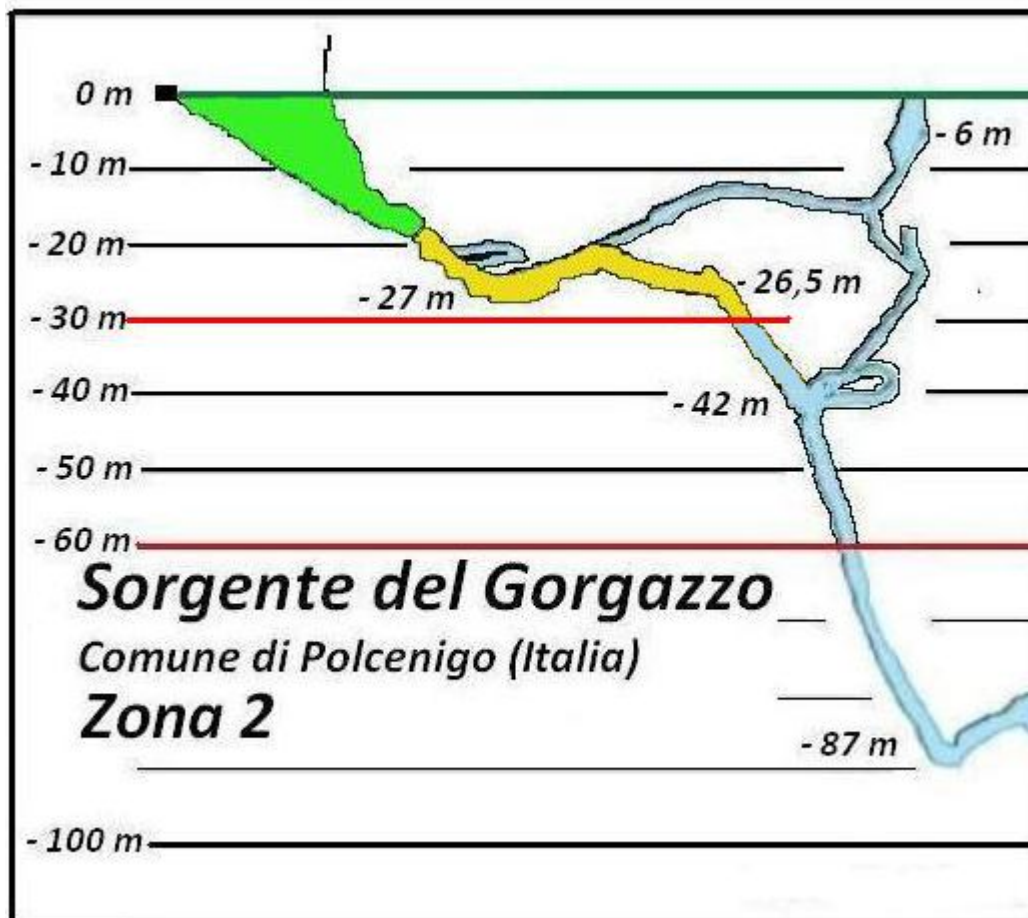 0 m
- 6 m
- 10 m
- 20 m
- 26,5 m
- 27 m
- 30 m
- 40 m
- 42 m
- 50 m
- 60 m
Sorgente del Gorgazzo
Comune di Polcenigo (Italia)
Zona 2
- 87 m
- 100 m